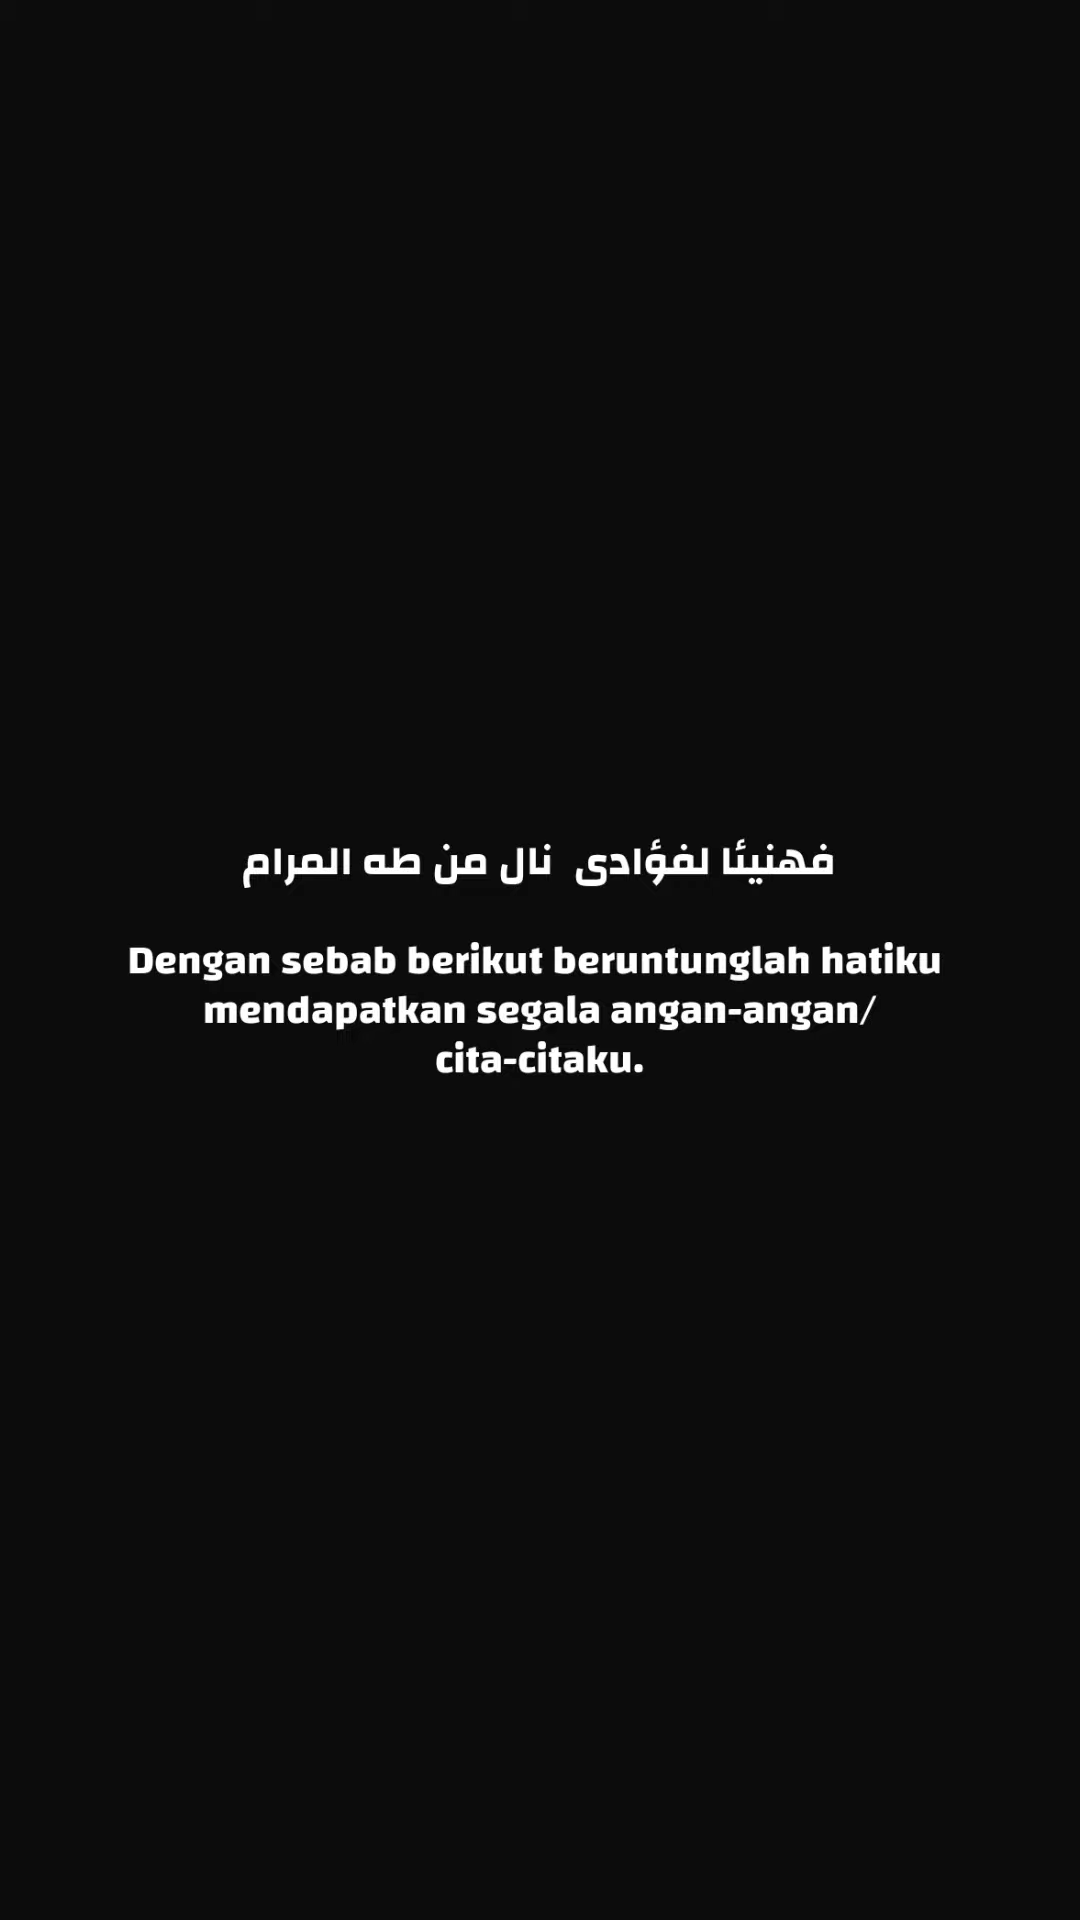 فهنيئا لفؤادى نال من طه المرام
Dengan sebab berikut beruntunglah hatiku
mendapatkan segala angan-angan/
cita-citaku.